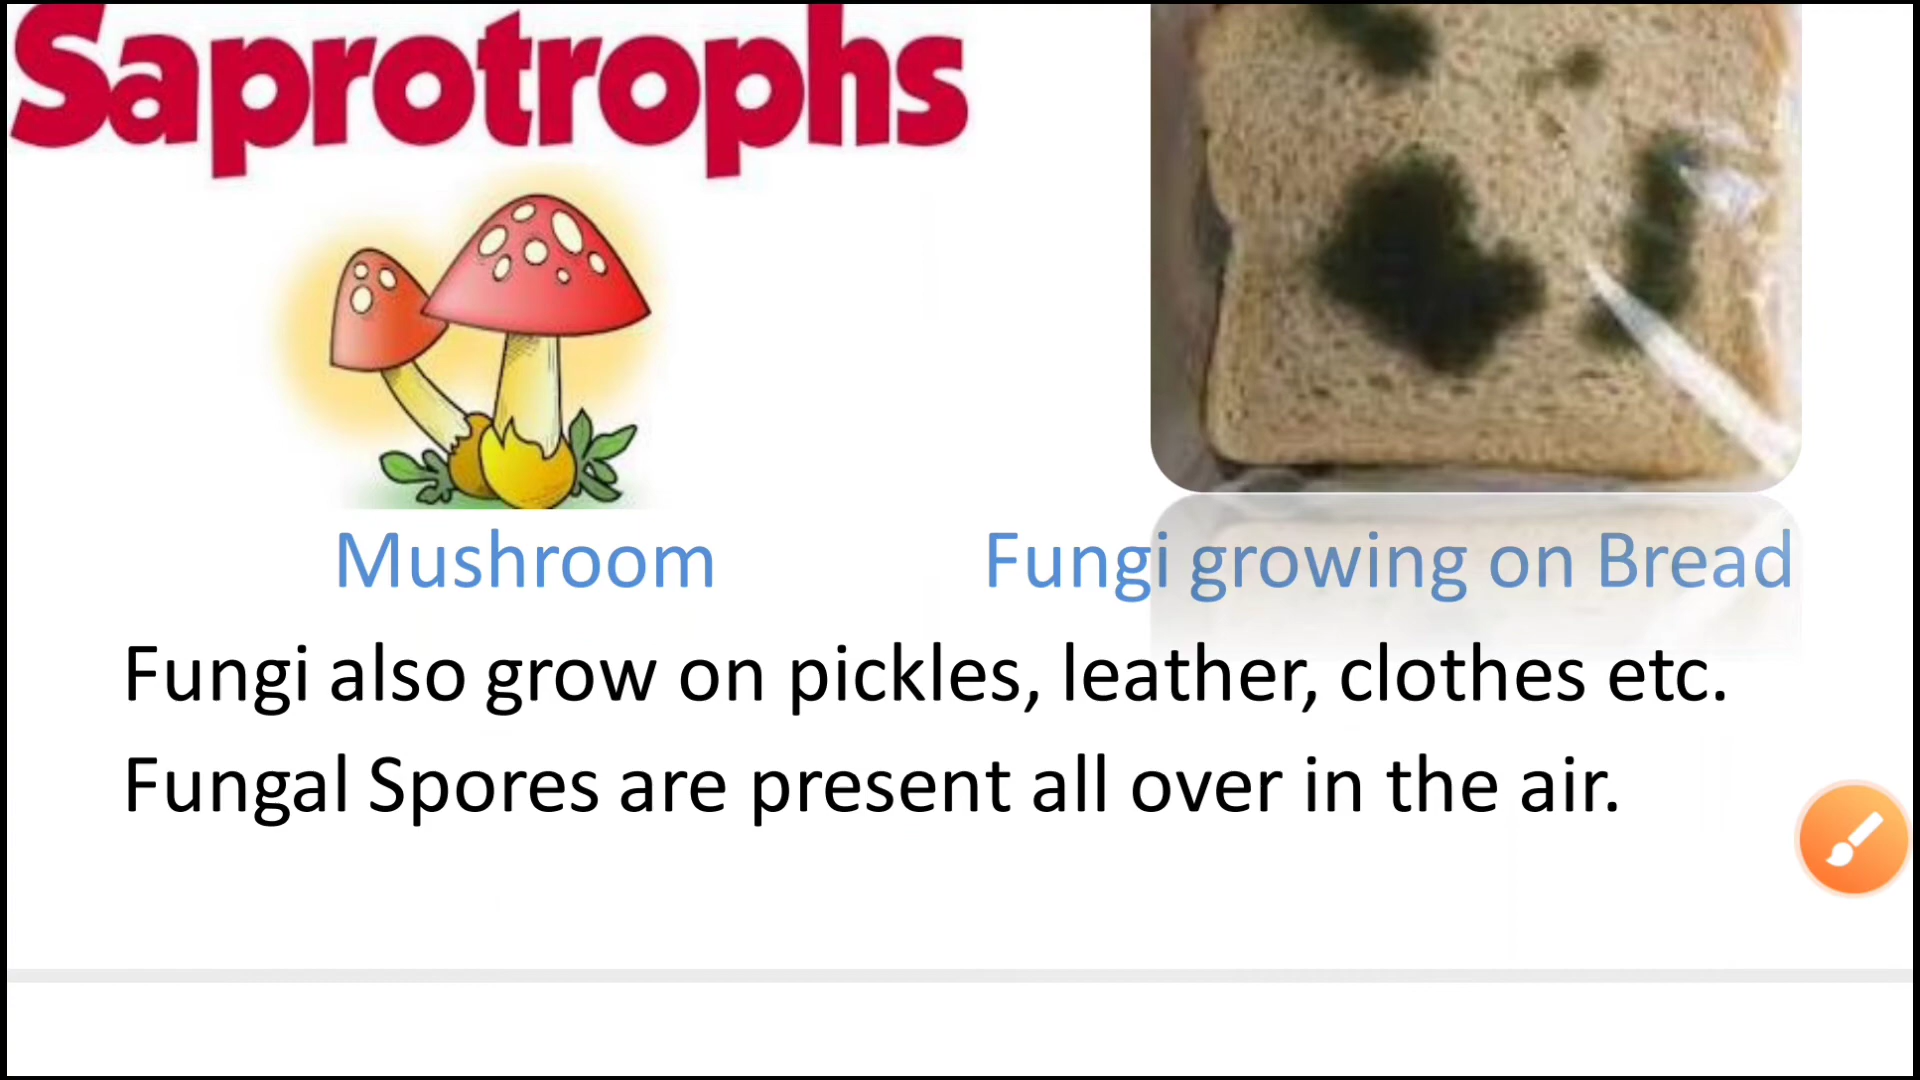 Saprotrophs
Mushroom
Fungi growing on Bread
Fungi also grow on pickles, leather, clothes etc.
Fungal Spores are present all over in the air.